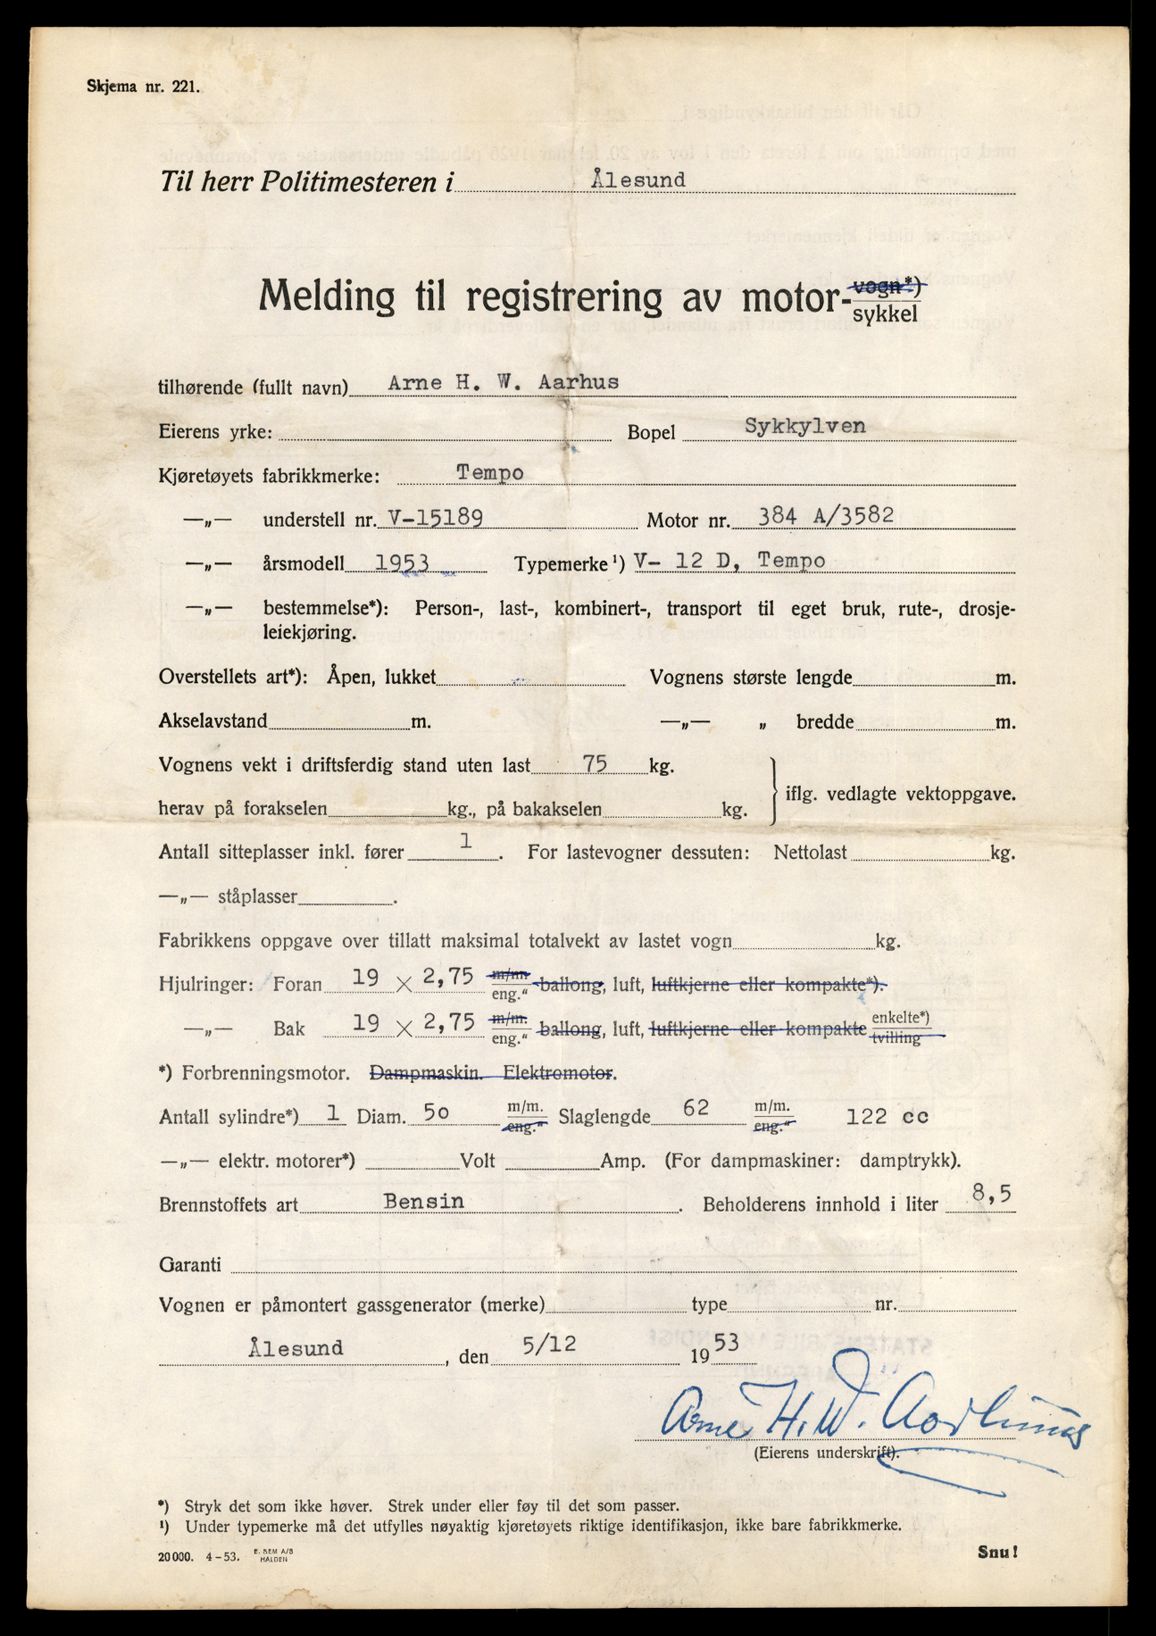 Skjema nr. 221.
Til herr Politimesteren i Ålesund
Melding til registrering av motor-vogn*)
sykkel
tilhørende (fullt navn) Arne H. W. Aarhus
Eierens yrke: Bopel Sykkylven
Kjøretøyets fabrikkmerke: Tempo
—„— understell nr. V-15189 Motor nr. 384 A/3582
—„— årsmodell 1953 Typemerke¹) V- 12 D, Tempo
—„— bestemmelse*): Person-, last-, kombinert-, transport til eget bruk, rute-, drosje-
leiekjøring.
Overstellets art*): Åpen, lukket Vognens største lengde m.
Akselavstand m. —„— „ bredde m.
Vognens vekt i driftsferdig stand uten last 75 kg.
iflg. vedlagte vektoppgave.
herav på forakselen kg., på bakakselen kg.
Antall sitteplasser inkl. fører 1. For lastevogner dessuten: Nettolast kg.
—„— ståplasser .
Fabrikkens oppgave over tillatt maksimal totalvekt av lastet vogn kg.
Hjulringer: Foran 19 × 2,75 m/m eng.“ ballong, luft, luftkjerne eller kompakte*).
—„— Bak 19 × 2,75 m/m. eng.“ ballong, luft, luftkjerne eller kompakte enkelte*) tvilling
*) Forbrenningsmotor. Dampmaskin. Elektromotor.
Antall sylindre*) 1 Diam. 50 m/m. eng.“ Slaglengde 62 m/m. eng.“ 122 cc
—„— elektr. motorer*) Volt Amp. (For dampmaskiner: damptrykk).
Brennstoffets art Bensin . Beholderens innhold i liter 8,5
Garanti
Vognen er påmontert gassgenerator (merke) type nr.
Ålesund , den 5/12 1953
Arne H. W. Aarhus
(Eierens underskrift).
*) Stryk det som ikke høver. Strek under eller føy til det som passer.
¹) Under typemerke må det utfylles nøyaktig kjøretøyets riktige identifikasjon, ikke bare fabrikkmerke.
20000. 4-53. E. SEM A/S
HALDEN
Snu!